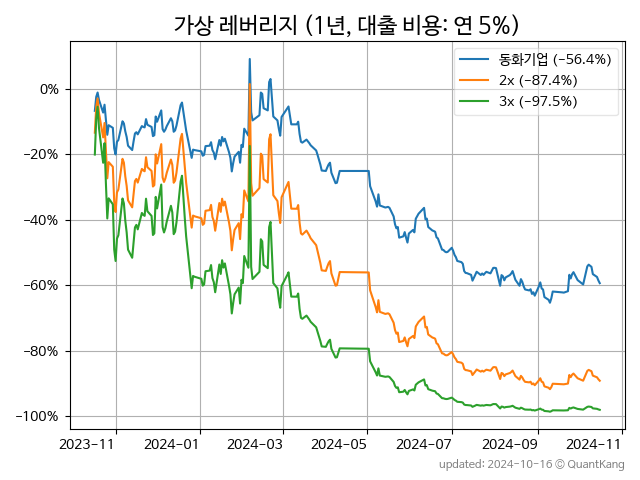 가상 레버리지 (1년, 대출 비용: 연 5%)
동화기업 (-56.4%)
2x (-87.4%)
3x (-97.5%)
0%
-20%
-40%
-60%
-80%
-100%
2023-11 2024-01 2024-03 2024-05 2024-07 2024-09 2024-11
updated: 2024-10-16 © QuantKang